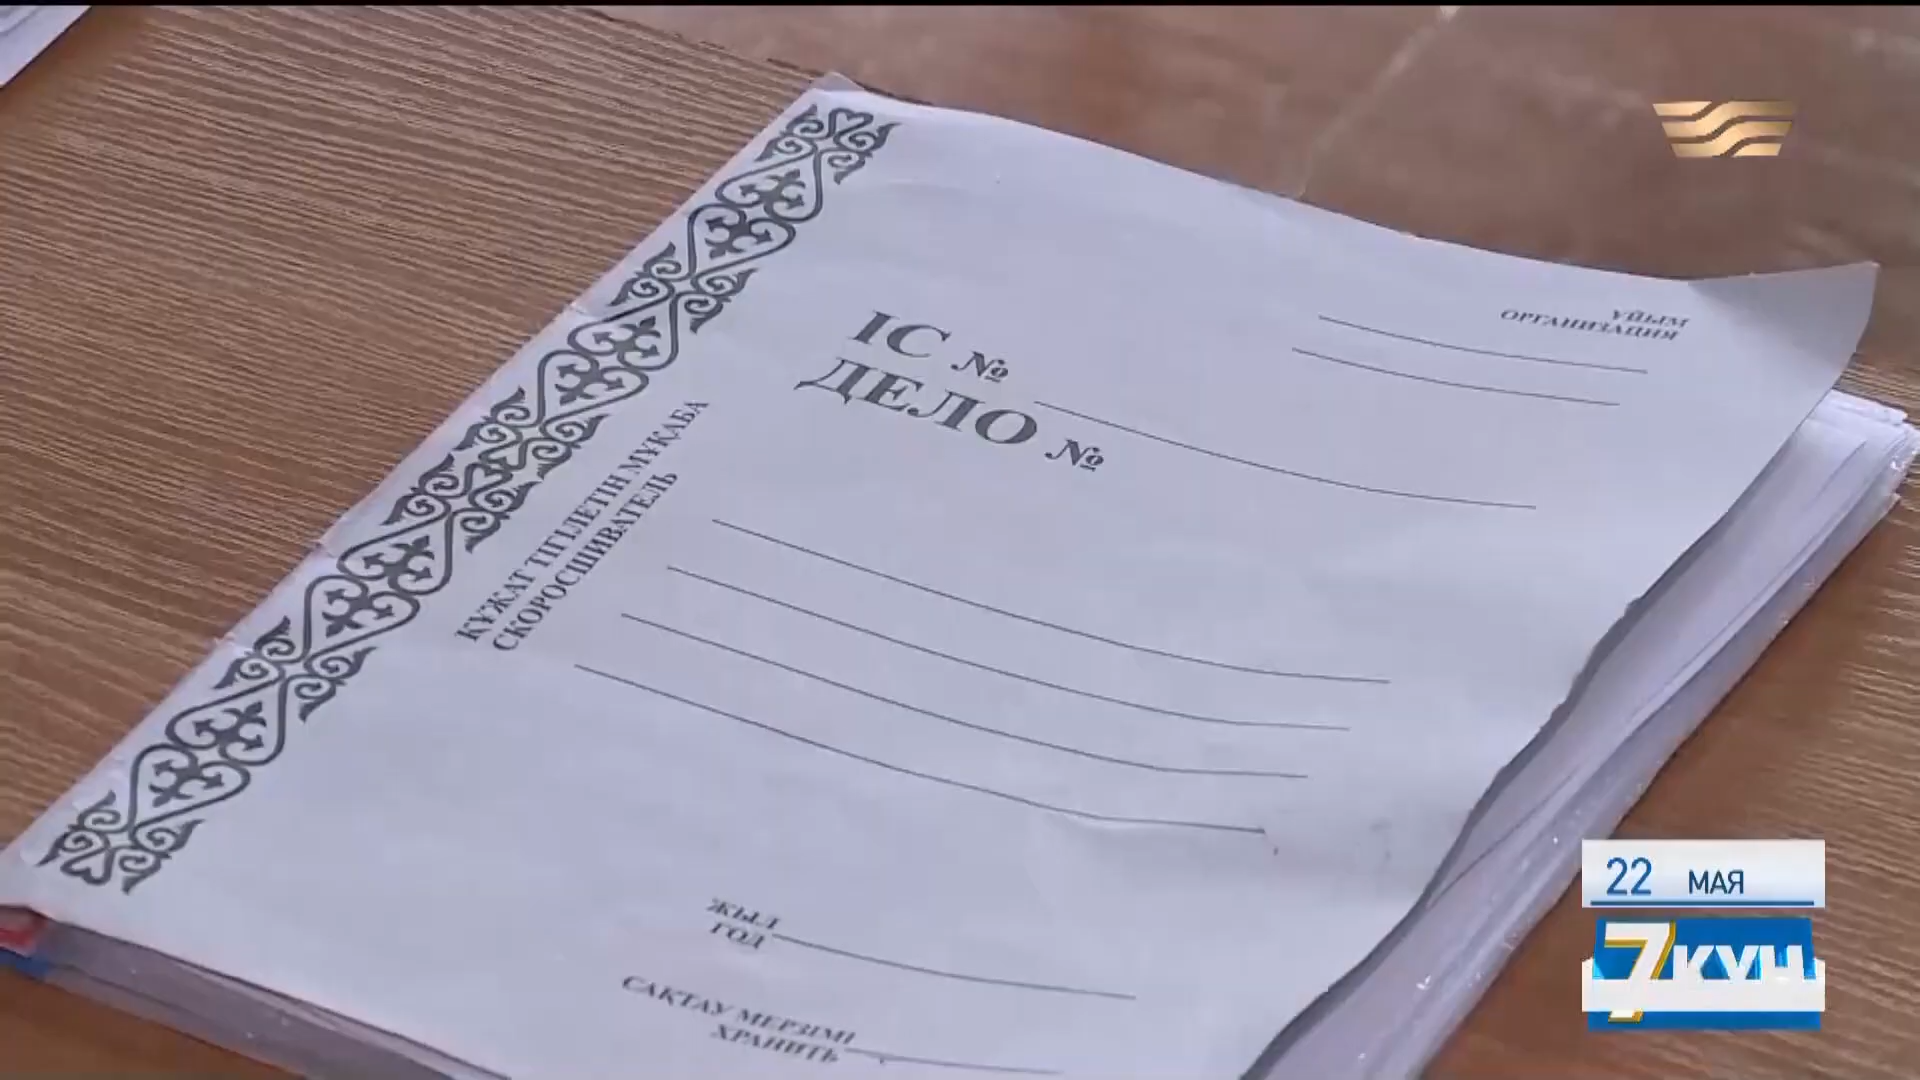 ҰЙЫМ
ОРГАНИЗАЦИЯ
ІС №
ДЕЛО №
ҚҰЖАТ ТІГІЛЕТІН МҰҚАБА
СКОРОСШИВАТЕЛЬ
ЖЫЛ
ГОД
САҚТАУ МЕРЗІМІ
ХРАНИТЬ
22 МАЯ
7 КҮН